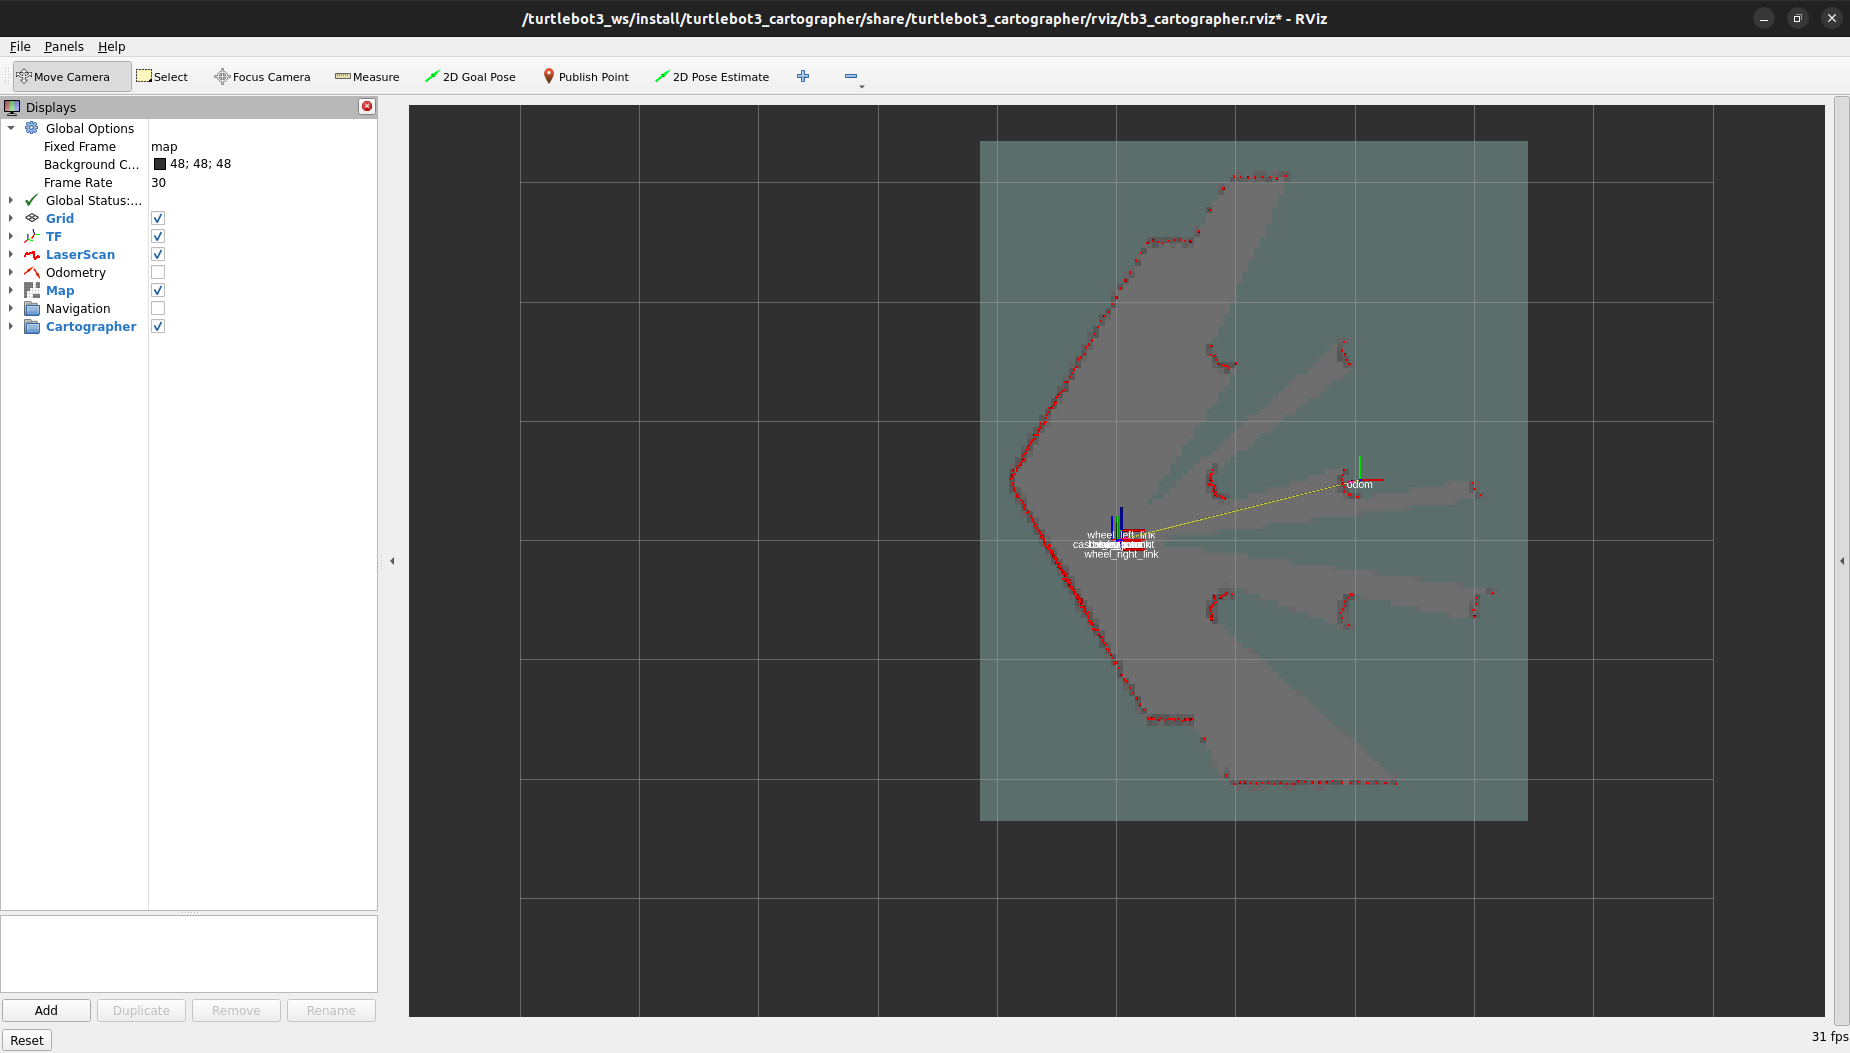 /turtlebot3_ws/install/turtlebot3_cartographer/share/turtlebot3_cartographer/rviz/tb3_cartographer.rviz* - RViz
File Panels Help
Move Camera Select Focus Camera Measure 2D Goal Pose Publish Point 2D Pose Estimate
Displays
Global Options
Fixed Frame map
Background C... 48; 48; 48
Frame Rate 30
Global Status:...
Grid
TF
LaserScan
Odometry
Map
Navigation
Cartographer
odom
wheel_left_link
wheel_right_link
Add Duplicate Remove Rename
Reset
31 fps